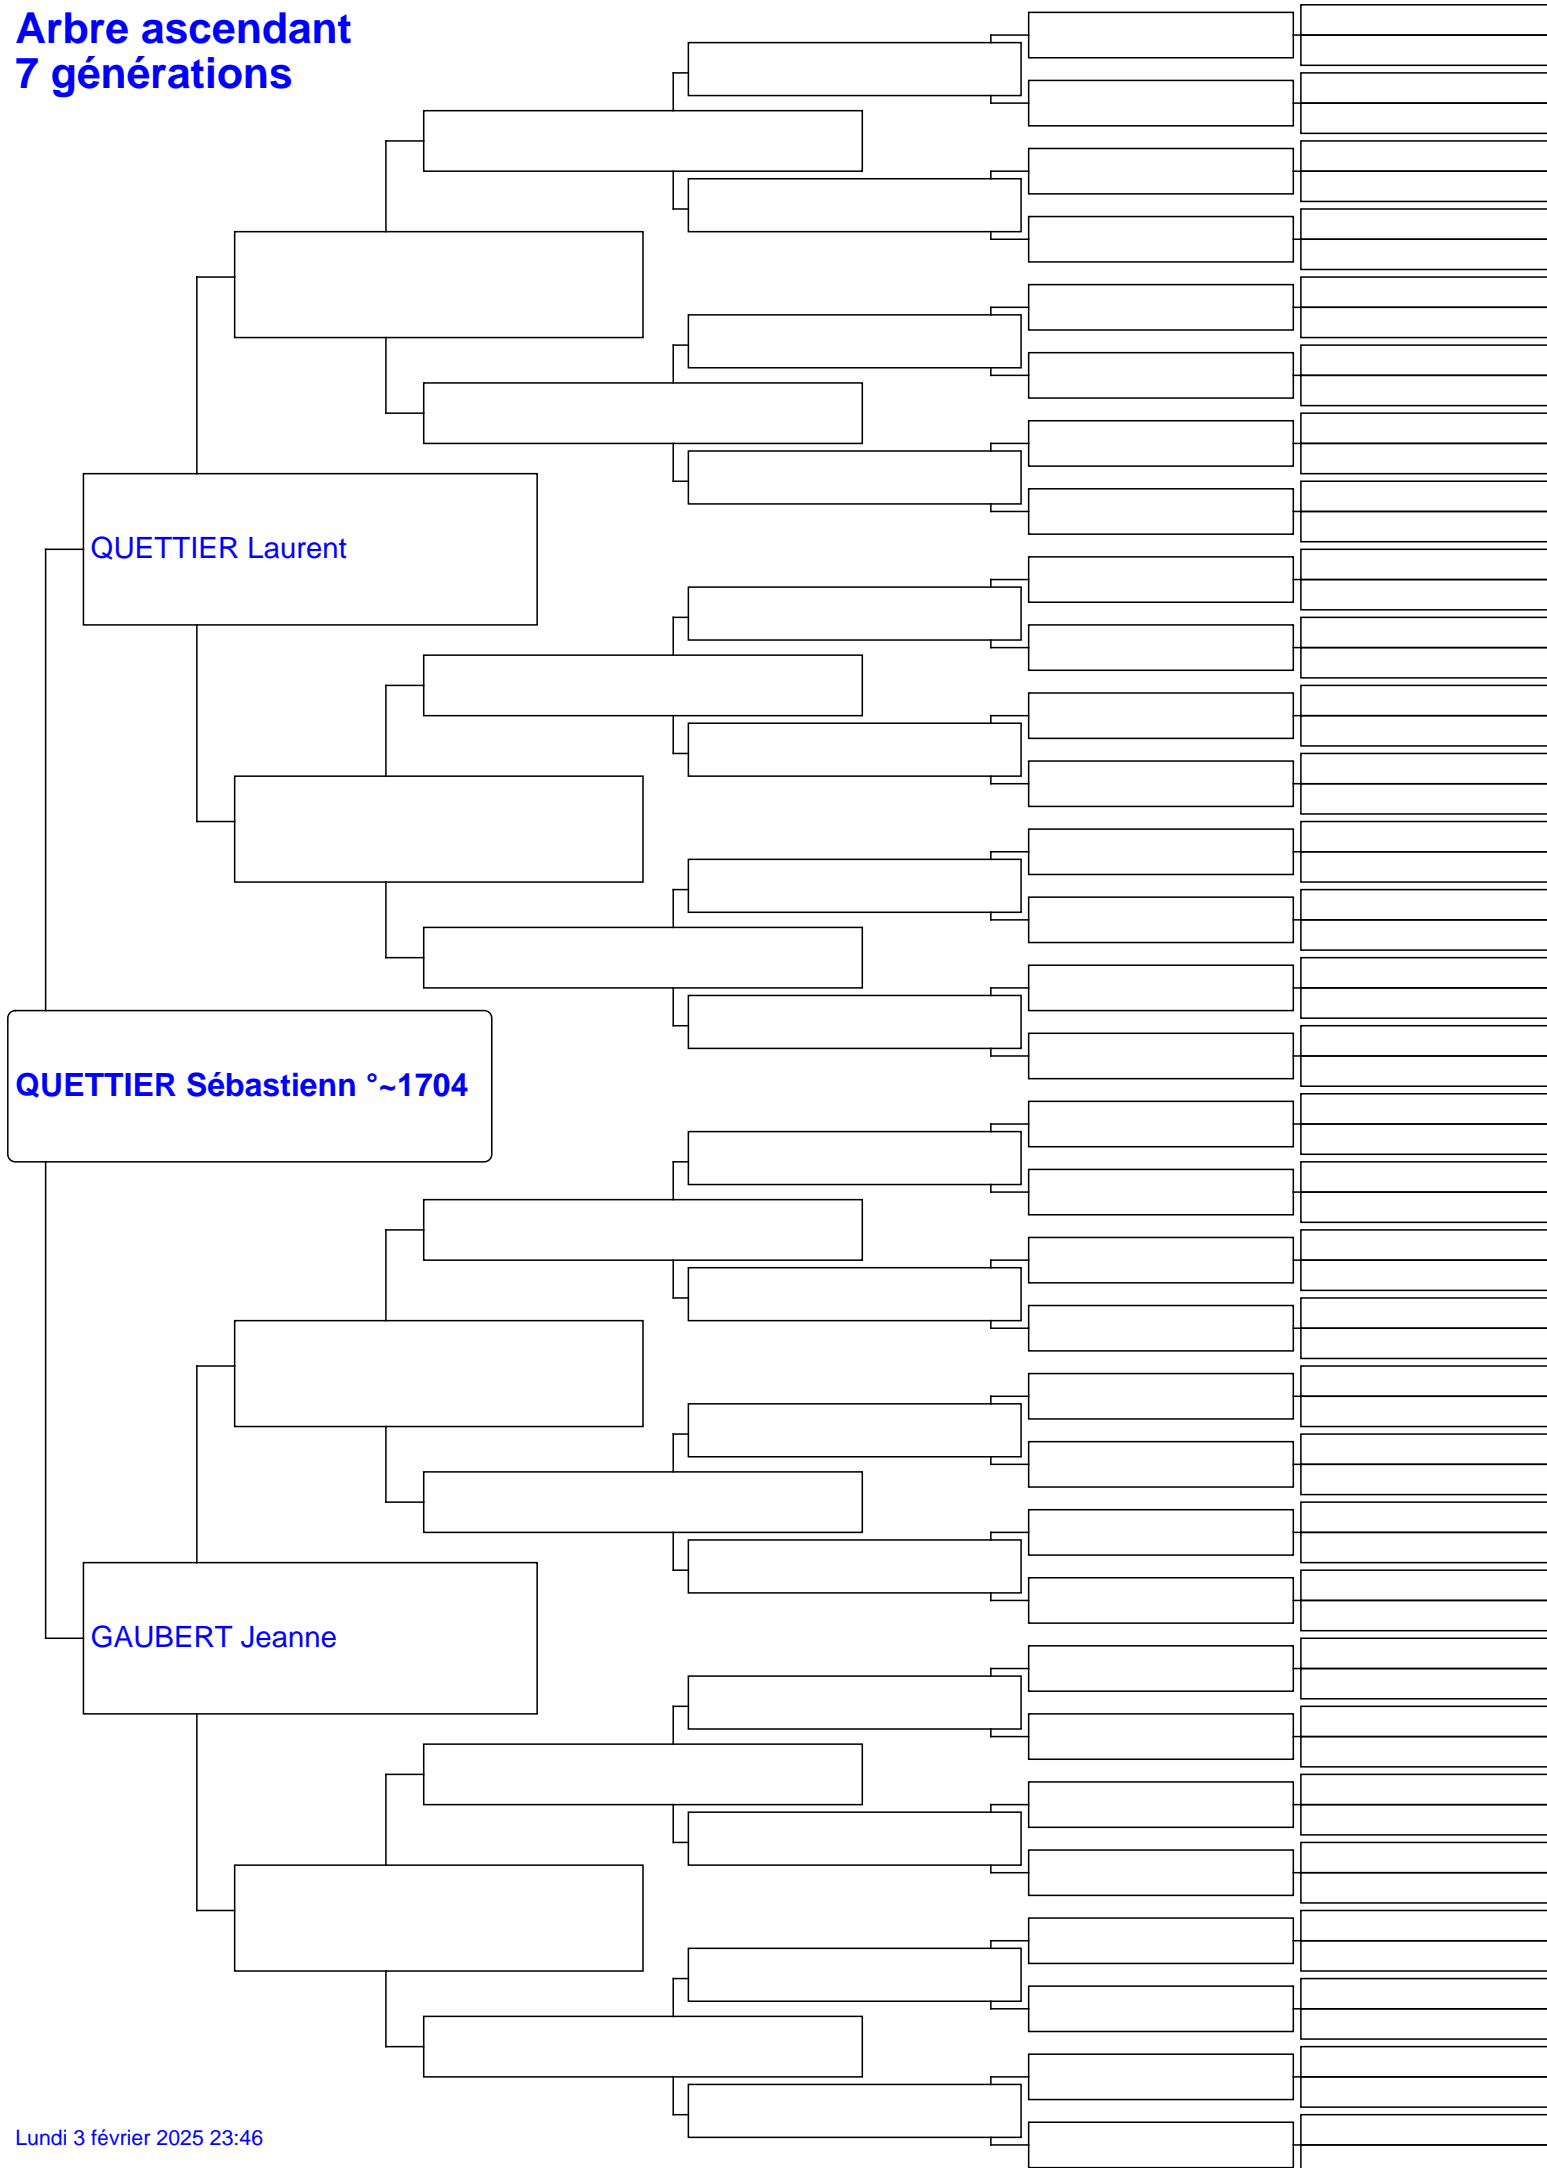 Arbre ascendant
7 générations
QUETTIER Laurent
QUETTIER Sébastienn °~1704
GAUBERT Jeanne
Lundi 3 février 2025 23:46